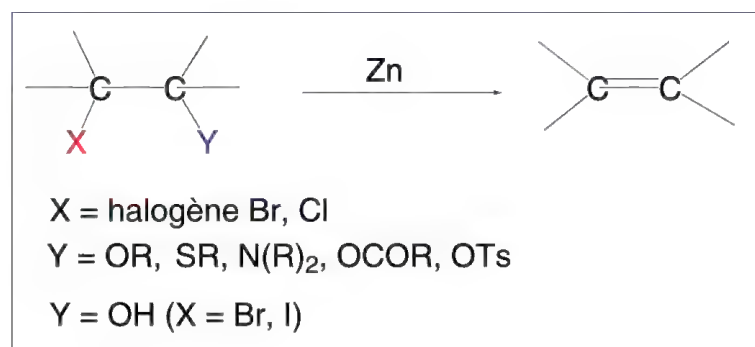 Zn
C C C C
X Y
X = halogène Br, Cl
Y = OR, SR, N(R)₂, OCOR, OTs
Y = OH (X = Br, I)